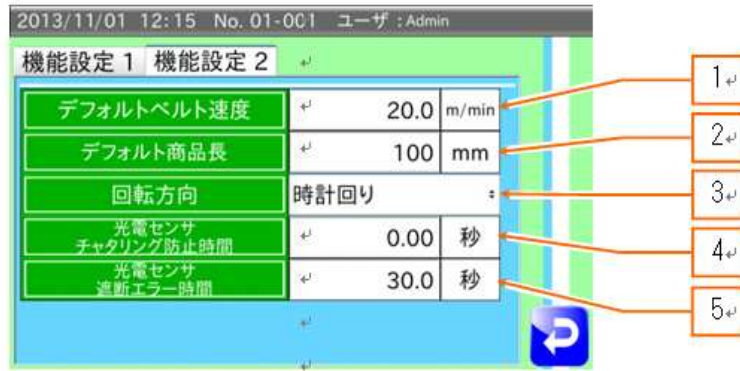 2013/11/01 12:15 No. 01-001 ユーザ :Admin
機能設定 1 機能設定 2
デフォルトベルト速度 20.0 m/min 1
デフォルト商品長 100 mm 2
回転方向 時計回り 3
光電センサ
チャタリング防止時間 0.00 秒 4
光電センサ
遮断エラー時間 30.0 秒 5